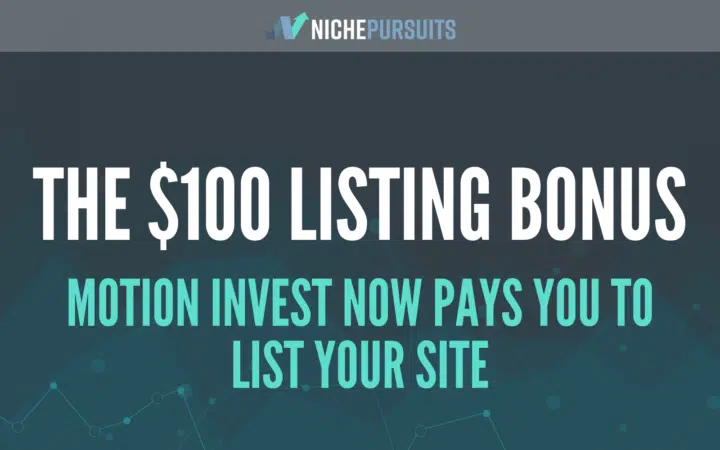 NICHEPURSUITS
THE $100 LISTING BONUS
MOTION INVEST NOW PAYS YOU TO
LIST YOUR SITE